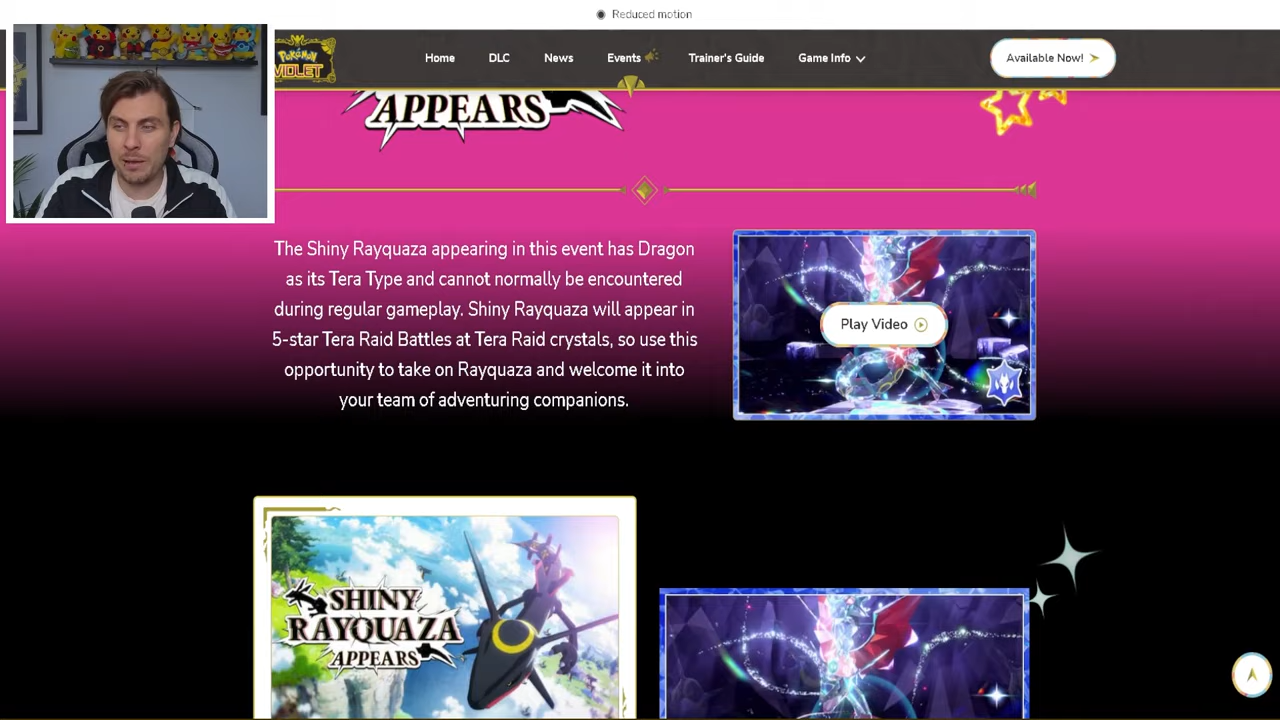 Reduced motion
Pokémon
VIOLET
Home
DLC
News
Events
Trainer's Guide
Game Info
Available Now!
APPEARS
The Shiny Rayquaza appearing in this event has Dragon
as its Tera Type and cannot normally be encountered
during regular gameplay. Shiny Rayquaza will appear in
5-star Tera Raid Battles at Tera Raid crystals, so use this
opportunity to take on Rayquaza and welcome it into
your team of adventuring companions.
Play Video
SHINY
RAYQUAZA
APPEARS